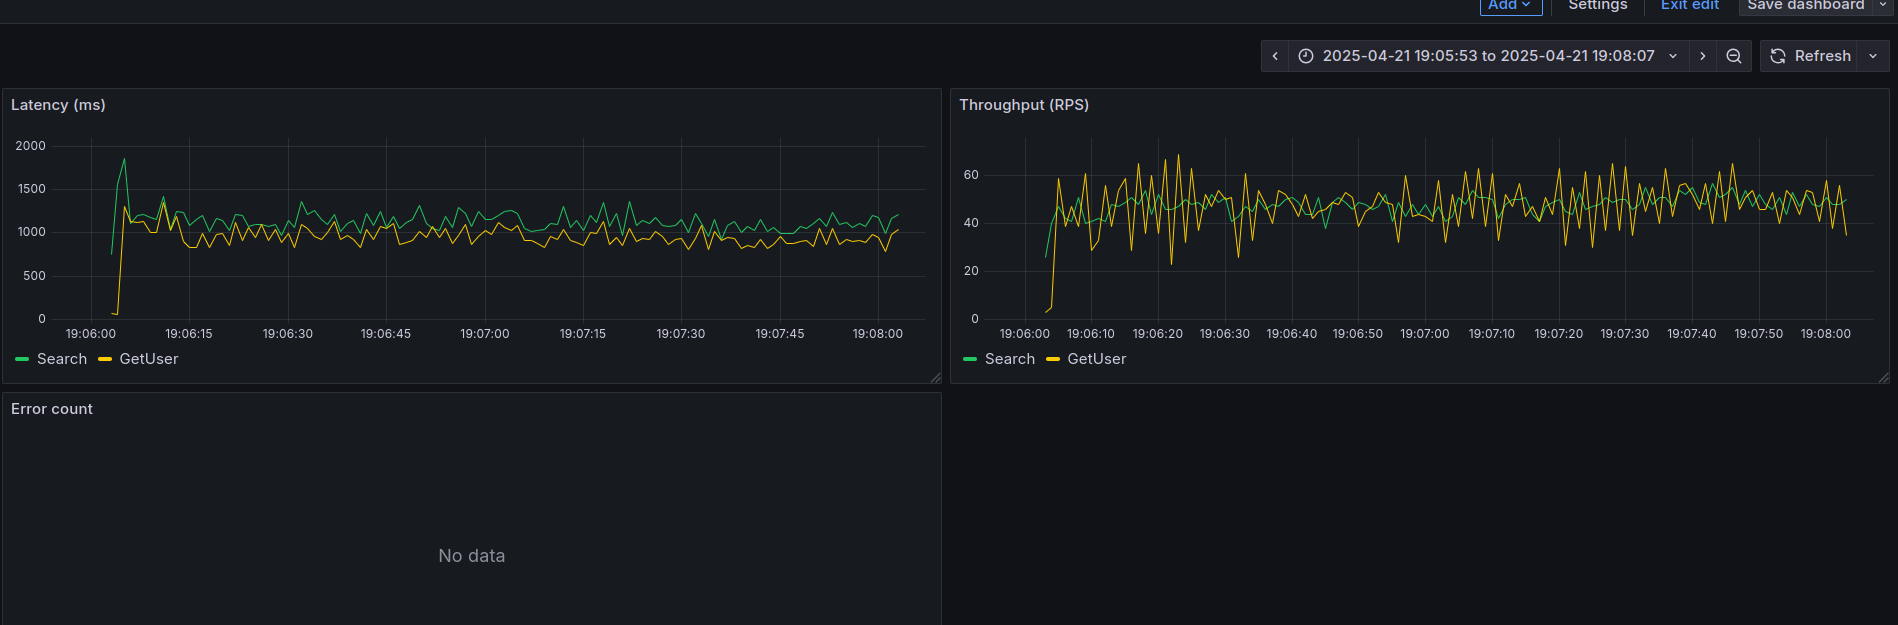 Add Settings Exit edit Save dashboard
2025-04-21 19:05:53 to 2025-04-21 19:08:07 Refresh
Latency (ms)
2000
1500
1000
500
0
19:06:00 19:06:15 19:06:30 19:06:45 19:07:00 19:07:15 19:07:30 19:07:45 19:08:00
Search GetUser
Throughput (RPS)
60
40
20
0
19:06:00 19:06:10 19:06:20 19:06:30 19:06:40 19:06:50 19:07:00 19:07:10 19:07:20 19:07:30 19:07:40 19:07:50 19:08:00
Search GetUser
Error count
No data